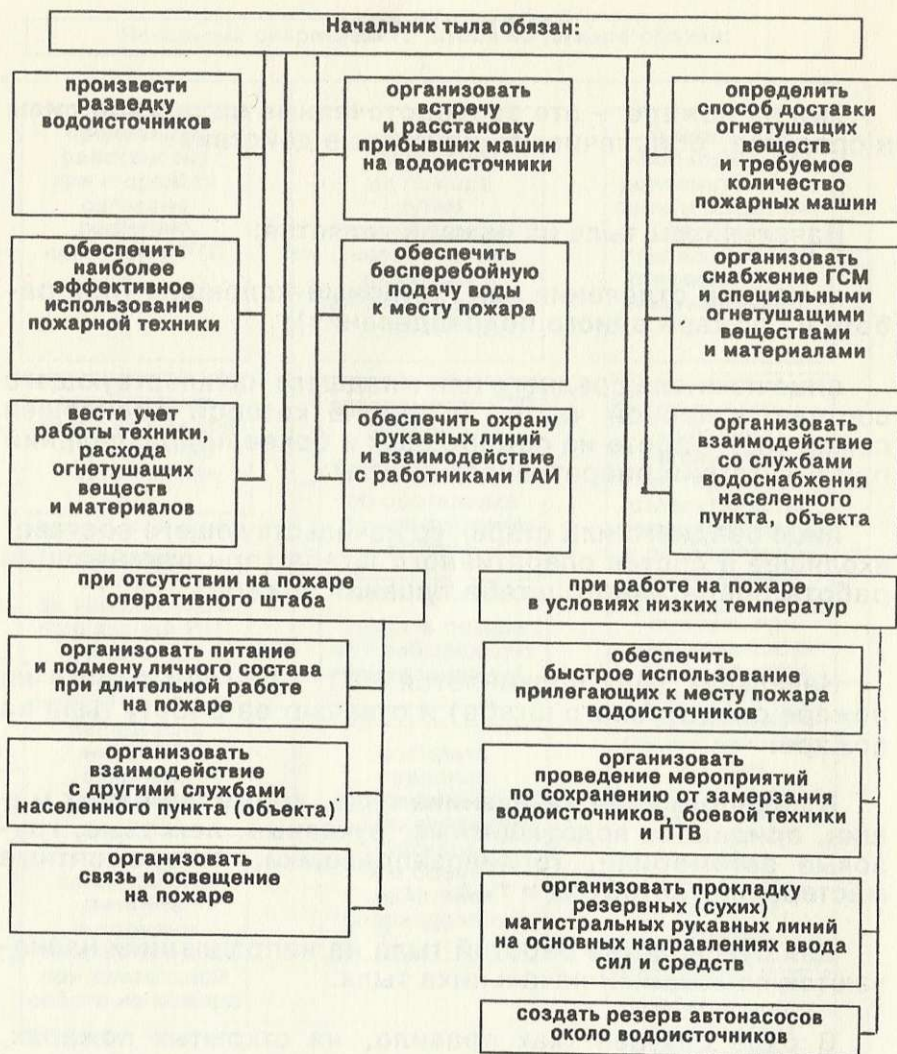 Начальник тыла обязан:
произвести
разведку
водоисточников
организовать
встречу
и расстановку
прибывших машин
на водоисточники
определить
способ доставки
огнетушащих
веществ
и требуемое
количество
пожарных машин
обеспечить
наиболее
эффективное
использование
пожарной техники
обеспечить
бесперебойную
подачу воды
к месту пожара
организовать
снабжение ГСМ
и специальными
огнетушащими
веществами
и материалами
вести учет
работы техники,
расхода
огнетушащих
веществ
и материалов
обеспечить охрану
рукавных линий
и взаимодействие
с работниками ГАИ
организовать
взаимодействие
со службами
водоснабжения
населенного
пункта, объекта
при отсутствии на пожаре
оперативного штаба
при работе на пожаре
в условиях низких температур
организовать питание
и подмену личного состава
при длительной работе
на пожаре
обеспечить
быстрое использование
прилегающих к месту пожара
водоисточников
организовать
взаимодействие
с другими службами
населенного пункта (объекта)
организовать
проведение мероприятий
по сохранению от замерзания
водоисточников, боевой техники
и ПТВ
организовать
связь и освещение
на пожаре
организовать прокладку
резервных (сухих)
магистральных рукавных линий
на основных направлениях ввода
сил и средств
создать резерв автонасосов
около водоисточников